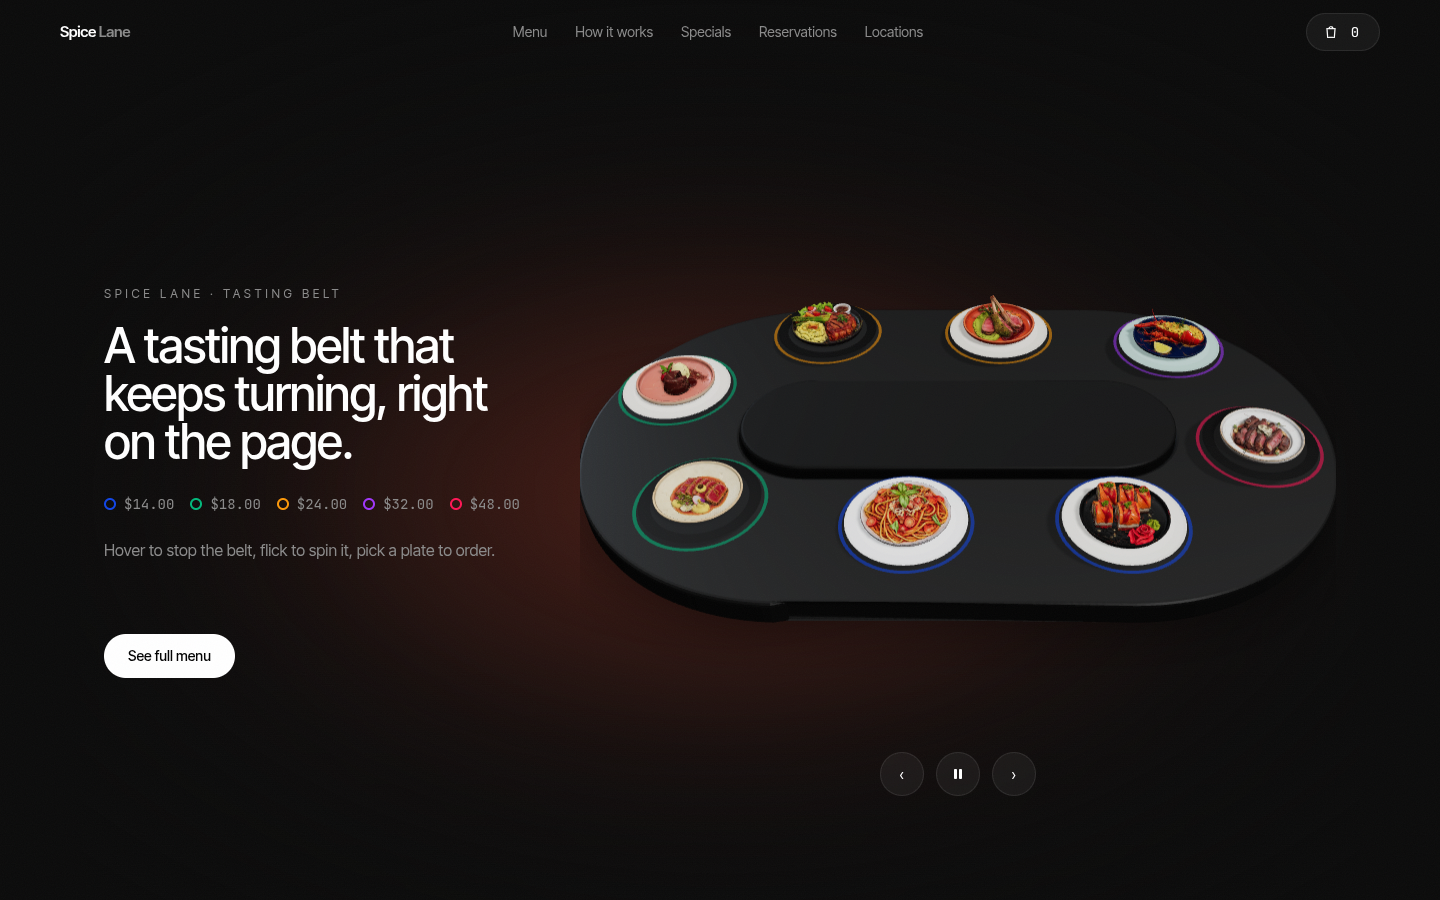 Spice Lane
Menu
How it works
Specials
Reservations
Locations
0
SPICE LANE · TASTING BELT
A tasting belt that
keeps turning, right
on the page.
$14.00 $18.00 $24.00 $32.00 $48.00
Hover to stop the belt, flick to spin it, pick a plate to order.
See full menu